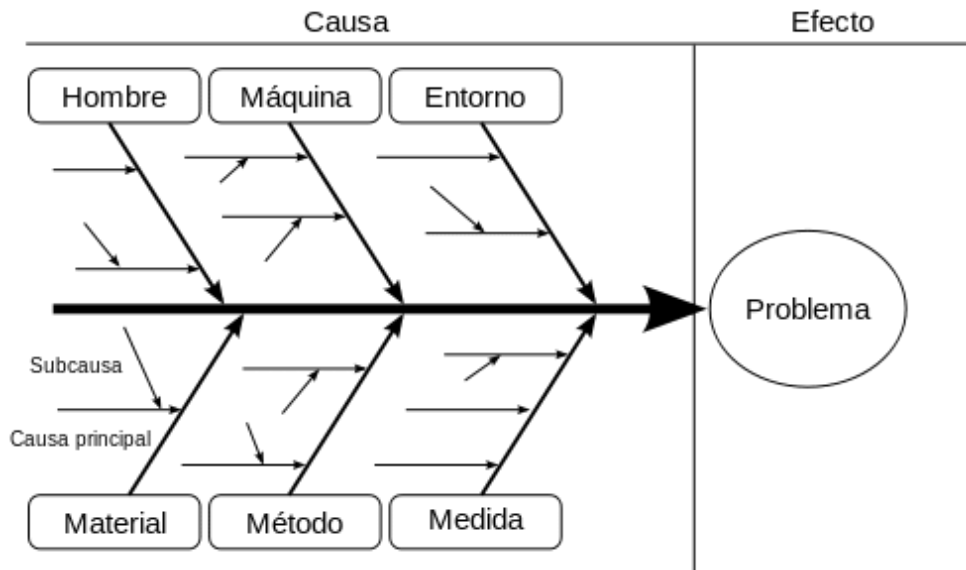 Causa
Efecto
Hombre
Máquina
Entorno
Problema
Subcausa
Causa principal
Material
Método
Medida